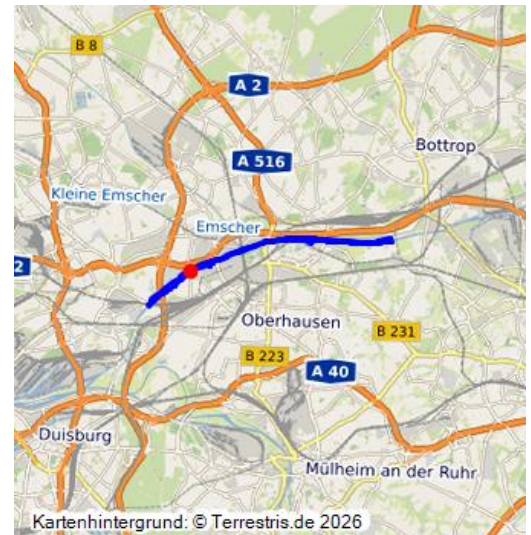 B 8
A 2
A 516
Bottrop
Kleine Emscher
Emscher
2
Oberhausen
B 231
B 223
A 40
Duisburg
Mülheim an der Ruhr
Kartenhintergrund: © Terrestris.de 2026